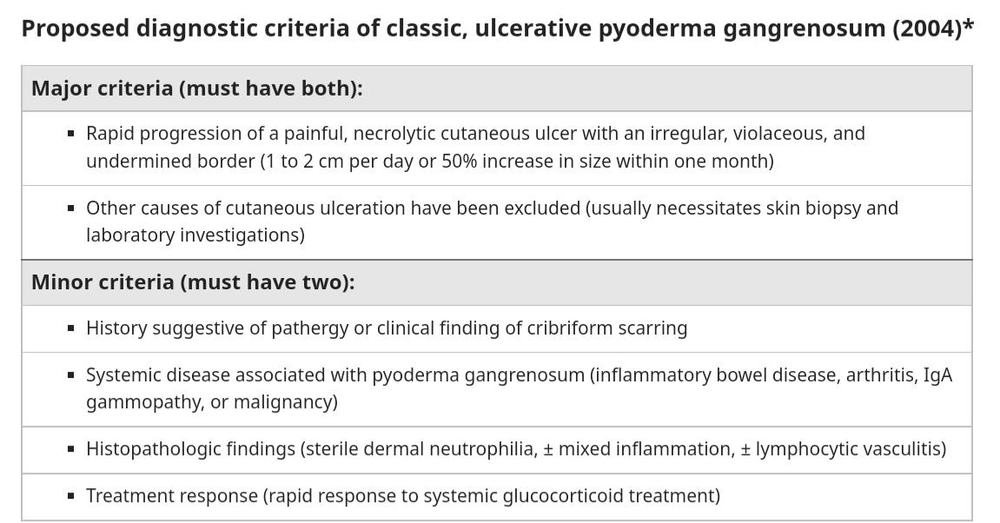 Proposed diagnostic criteria of classic, ulcerative pyoderma gangrenosum (2004)*
Major criteria (must have both):
▪ Rapid progression of a painful, necrolytic cutaneous ulcer with an irregular, violaceous, and
undermined border (1 to 2 cm per day or 50% increase in size within one month)
▪ Other causes of cutaneous ulceration have been excluded (usually necessitates skin biopsy and
laboratory investigations)
Minor criteria (must have two):
▪ History suggestive of pathergy or clinical finding of cribriform scarring
▪ Systemic disease associated with pyoderma gangrenosum (inflammatory bowel disease, arthritis, IgA
gammopathy, or malignancy)
▪ Histopathologic findings (sterile dermal neutrophilia, ± mixed inflammation, ± lymphocytic vasculitis)
▪ Treatment response (rapid response to systemic glucocorticoid treatment)